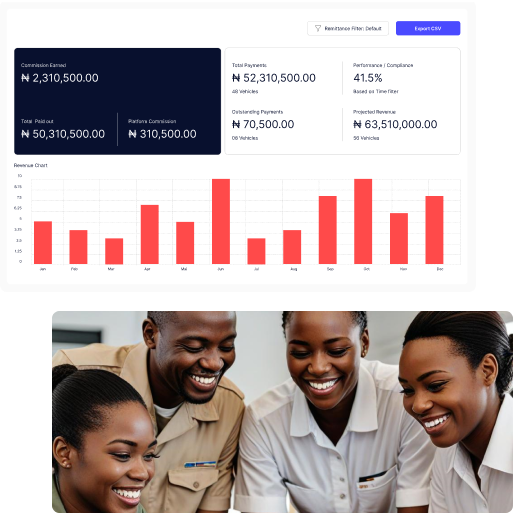 Remittance Filter: Default
Export CSV
Commission Earned
₦ 2,310,500.00
Total Paid out
₦ 50,310,500.00
Platform Commission
₦ 310,500.00
Total Payments
₦ 52,310,500.00
48 Vehicles
Performance / Compliance
41.5%
Based on Time filter
Outstanding Payments
₦ 70,500.00
08 Vehicles
Projected Revenue
₦ 63,510,000.00
56 Vehicles
Revenue Chart
10
8.75
7.5
6.25
5
3.75
2.5
1.25
0
Jan Feb Mar Apr Mai Jun Jul Aug Sep Oct Nov Dec